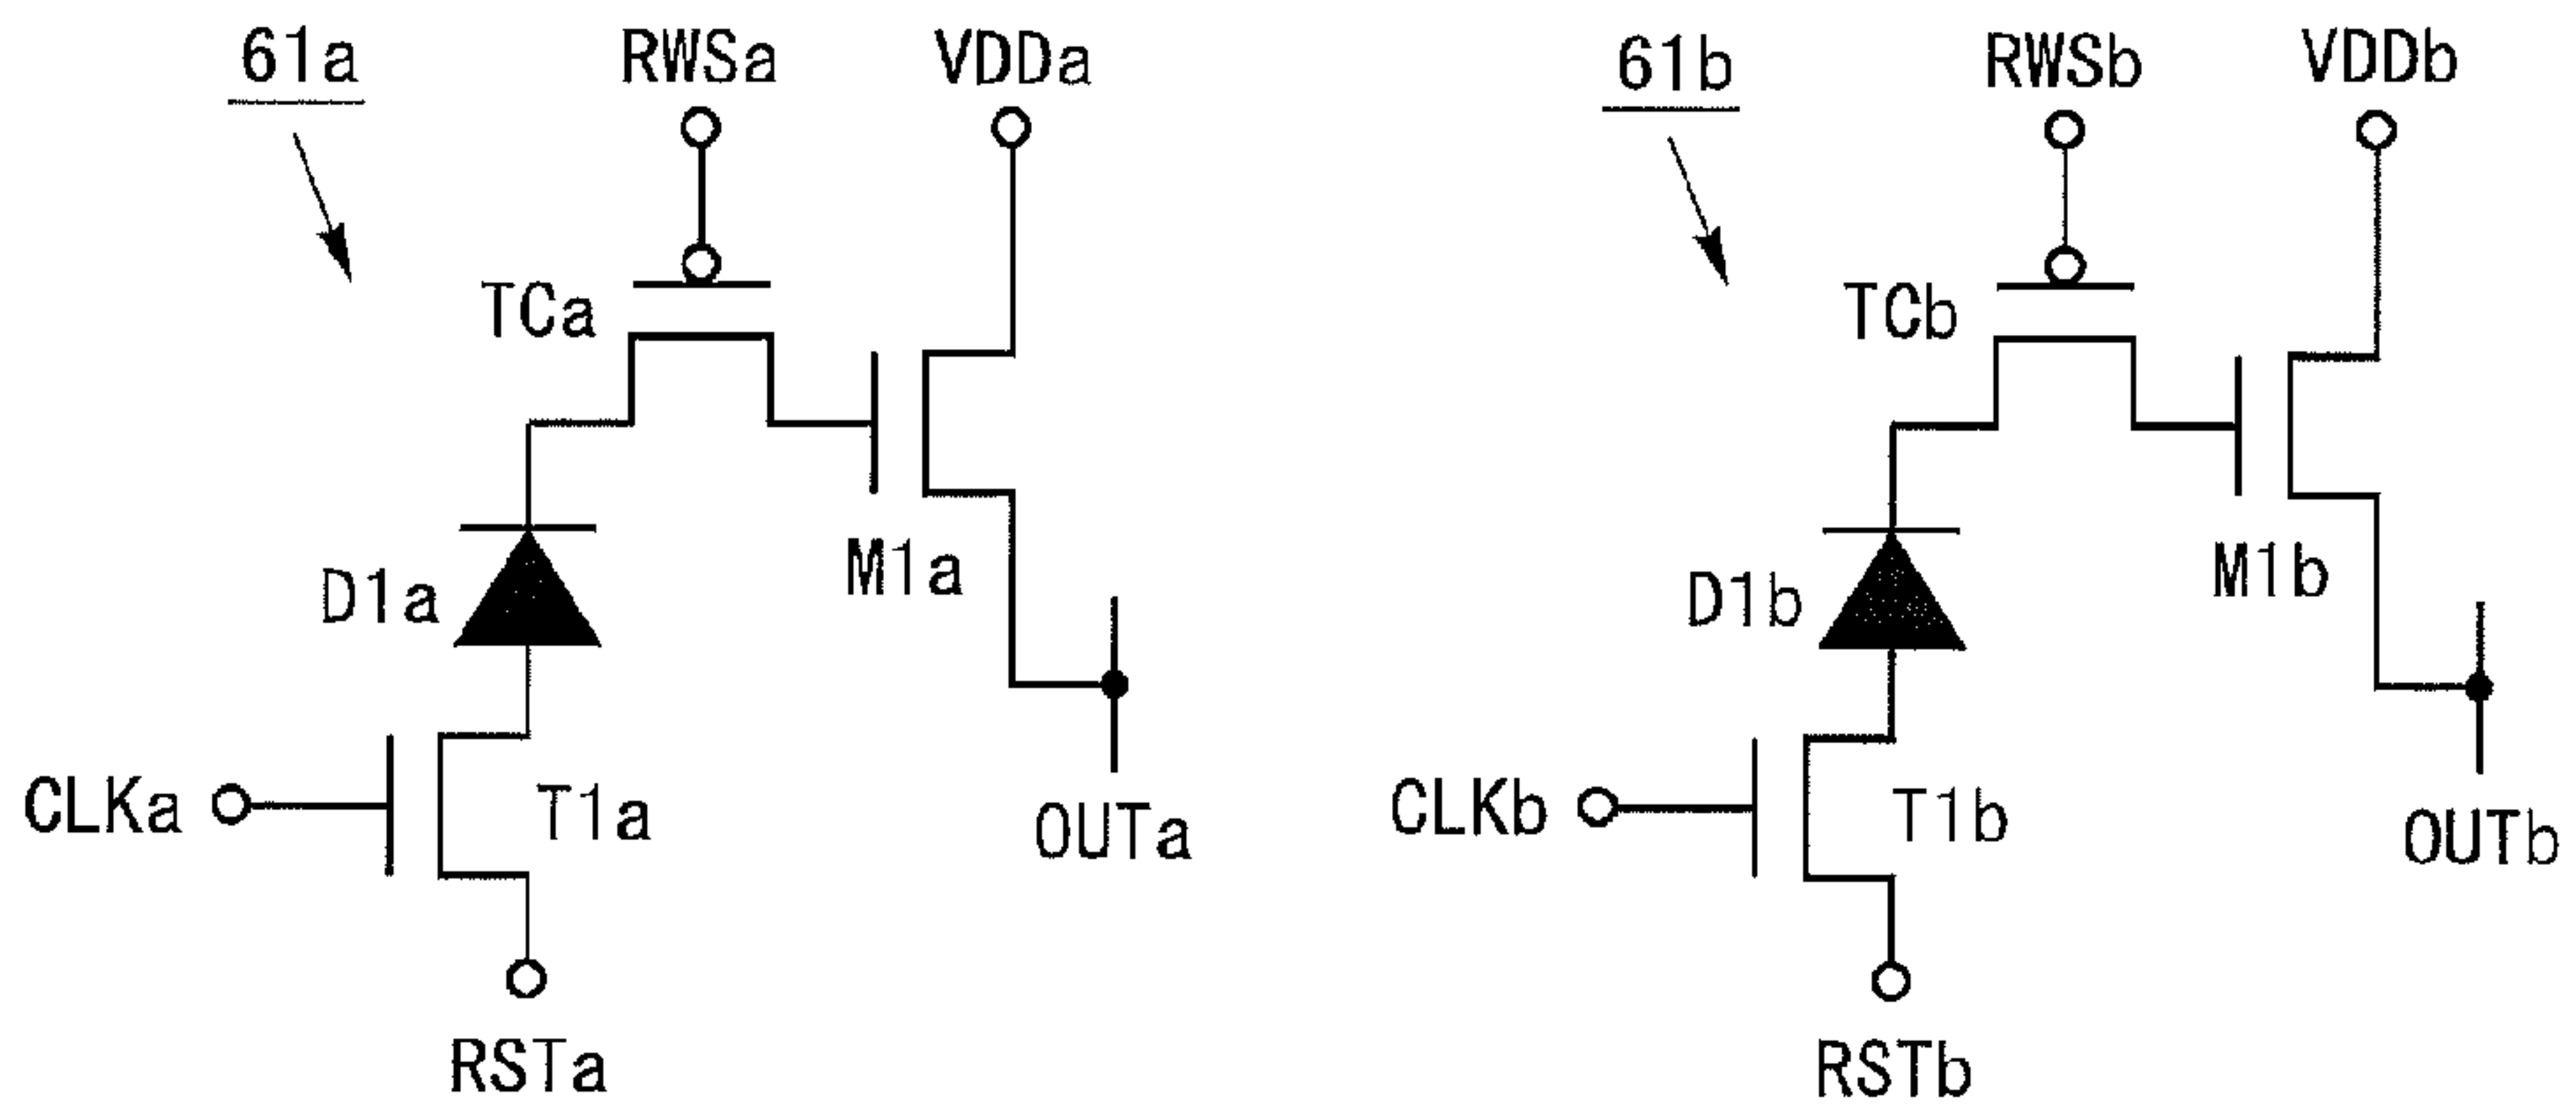 61a RWSa VDDa
TCa
D1a M1a
CLKa T1a OUTa
RSTa
61b RWSb VDDb
TCb
D1b M1b
CLKb T1b OUTb
RSTb